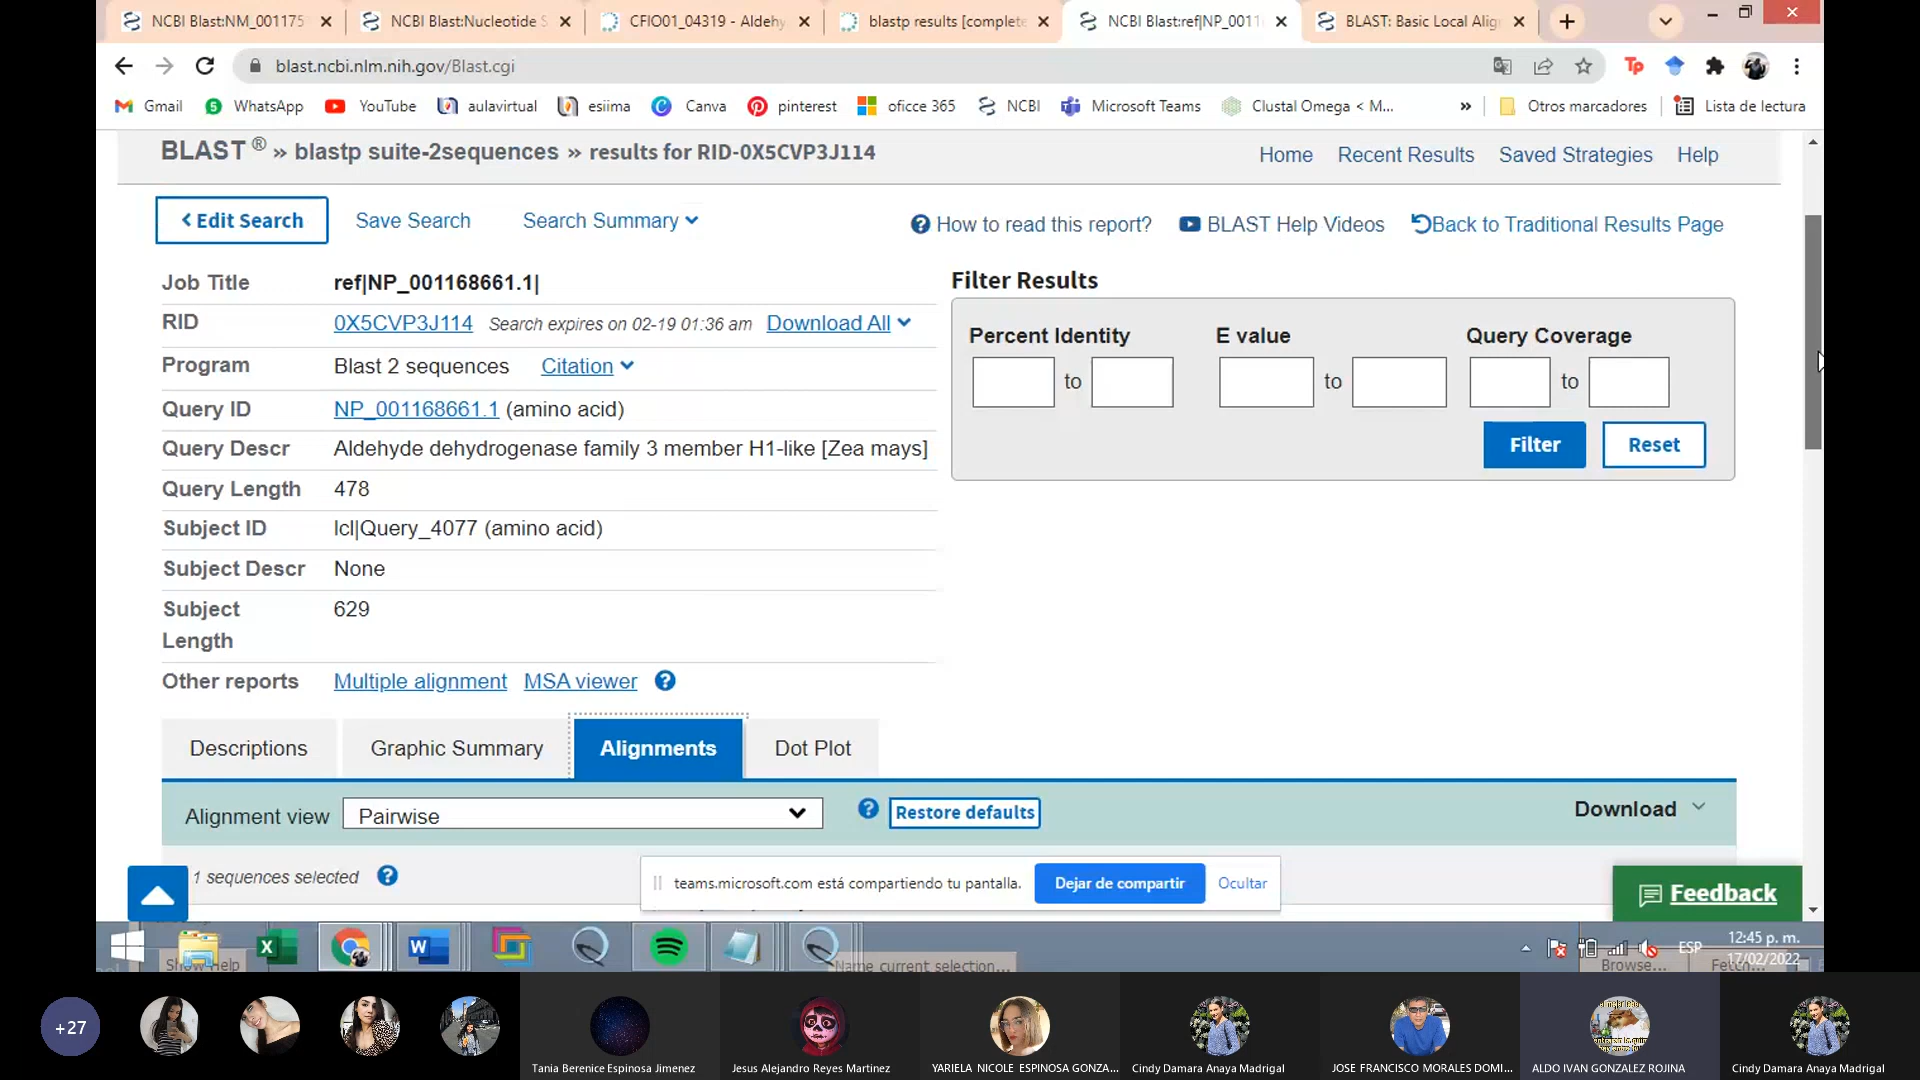 NCBI Blast:NM_001175
NCBI Blast:Nucleotide S
CFIO01_04319 - Aldehy
blastp results [complete
NCBI Blast:ref|NP_0011
BLAST: Basic Local Alig
blast.ncbi.nlm.nih.gov/Blast.cgi
Gmail WhatsApp YouTube aulavirtual esiima Canva pinterest oficce 365 NCBI Microsoft Teams Clustal Omega < M... » Otros marcadores Lista de lectura
BLAST ® » blastp suite-2sequences » results for RID-0X5CVP3J114
Home Recent Results Saved Strategies Help
Edit Search Save Search Search Summary
How to read this report? BLAST Help Videos Back to Traditional Results Page
Job Title ref|NP_001168661.1|
RID 0X5CVP3J114 Search expires on 02-19 01:36 am Download All
Program Blast 2 sequences Citation
Query ID NP_001168661.1 (amino acid)
Query Descr Aldehyde dehydrogenase family 3 member H1-like [Zea mays]
Query Length 478
Subject ID lcl|Query_4077 (amino acid)
Subject Descr None
Subject Length 629
Other reports Multiple alignment MSA viewer
Filter Results
Percent Identity E value Query Coverage
to to to
Filter Reset
Descriptions Graphic Summary Alignments Dot Plot
Alignment view Pairwise Restore defaults Download
1 sequences selected
teams.microsoft.com está compartiendo tu pantalla. Dejar de compartir Ocultar
Feedback
ESP
12:45 p. m.
17/02/2022
Show Help
Name current selection...
Browse...
+27
Tania Berenice Espinosa Jimenez
Jesus Alejandro Reyes Martinez
YARIELA NICOLE ESPINOSA GONZA...
Cindy Damara Anaya Madrigal
JOSE FRANCISCO MORALES DOMI...
ALDO IVAN GONZALEZ ROJINA
Cindy Damara Anaya Madrigal